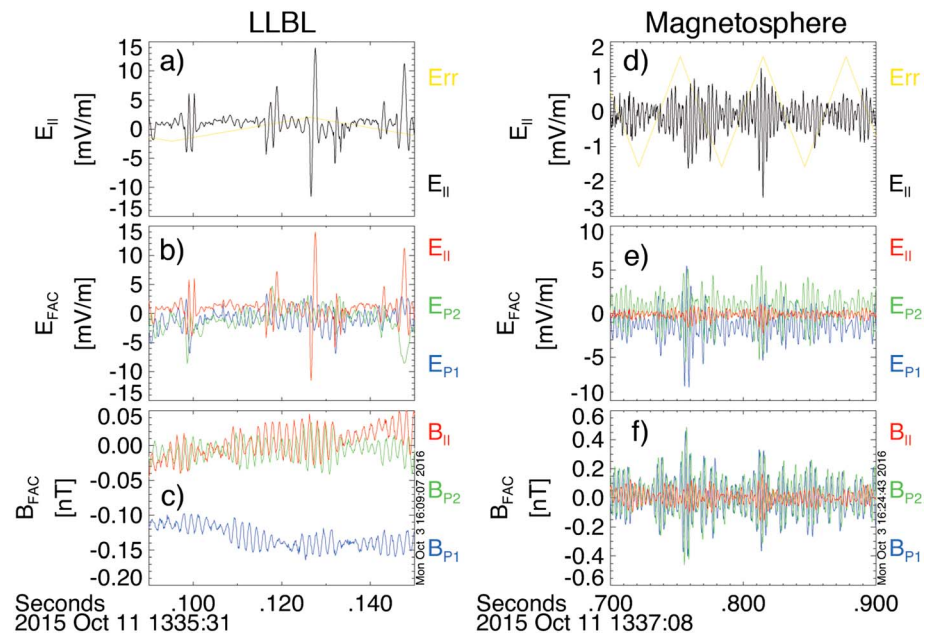 LLBL
Magnetosphere
15
10
5
0
-5
-10
15
a)
E||
[mV/m]
Err
E||
2
1
0
-1
-2
-3
d)
E||
[mV/m]
Err
E||
15
10
5
0
-5
-10
15
b)
EFAC
[mV/m]
E||
EP2
EP1
10
5
0
-5
-10
e)
EFAC
[mV/m]
E||
EP2
EP1
0.05
0.00
-0.05
-0.10
-0.15
-0.20
c)
BFAC
[nT]
B||
BP2
BP1
Mon Oct 3 16:09:07 2016
0.6
0.4
0.2
0.0
-0.2
-0.4
-0.6
f)
BFAC
[nT]
B||
BP2
BP1
Mon Oct 3 16:24:43 2016
Seconds .100 .120 .140
2015 Oct 11 1335:31
Seconds .700 .800 .900
2015 Oct 11 1337:08